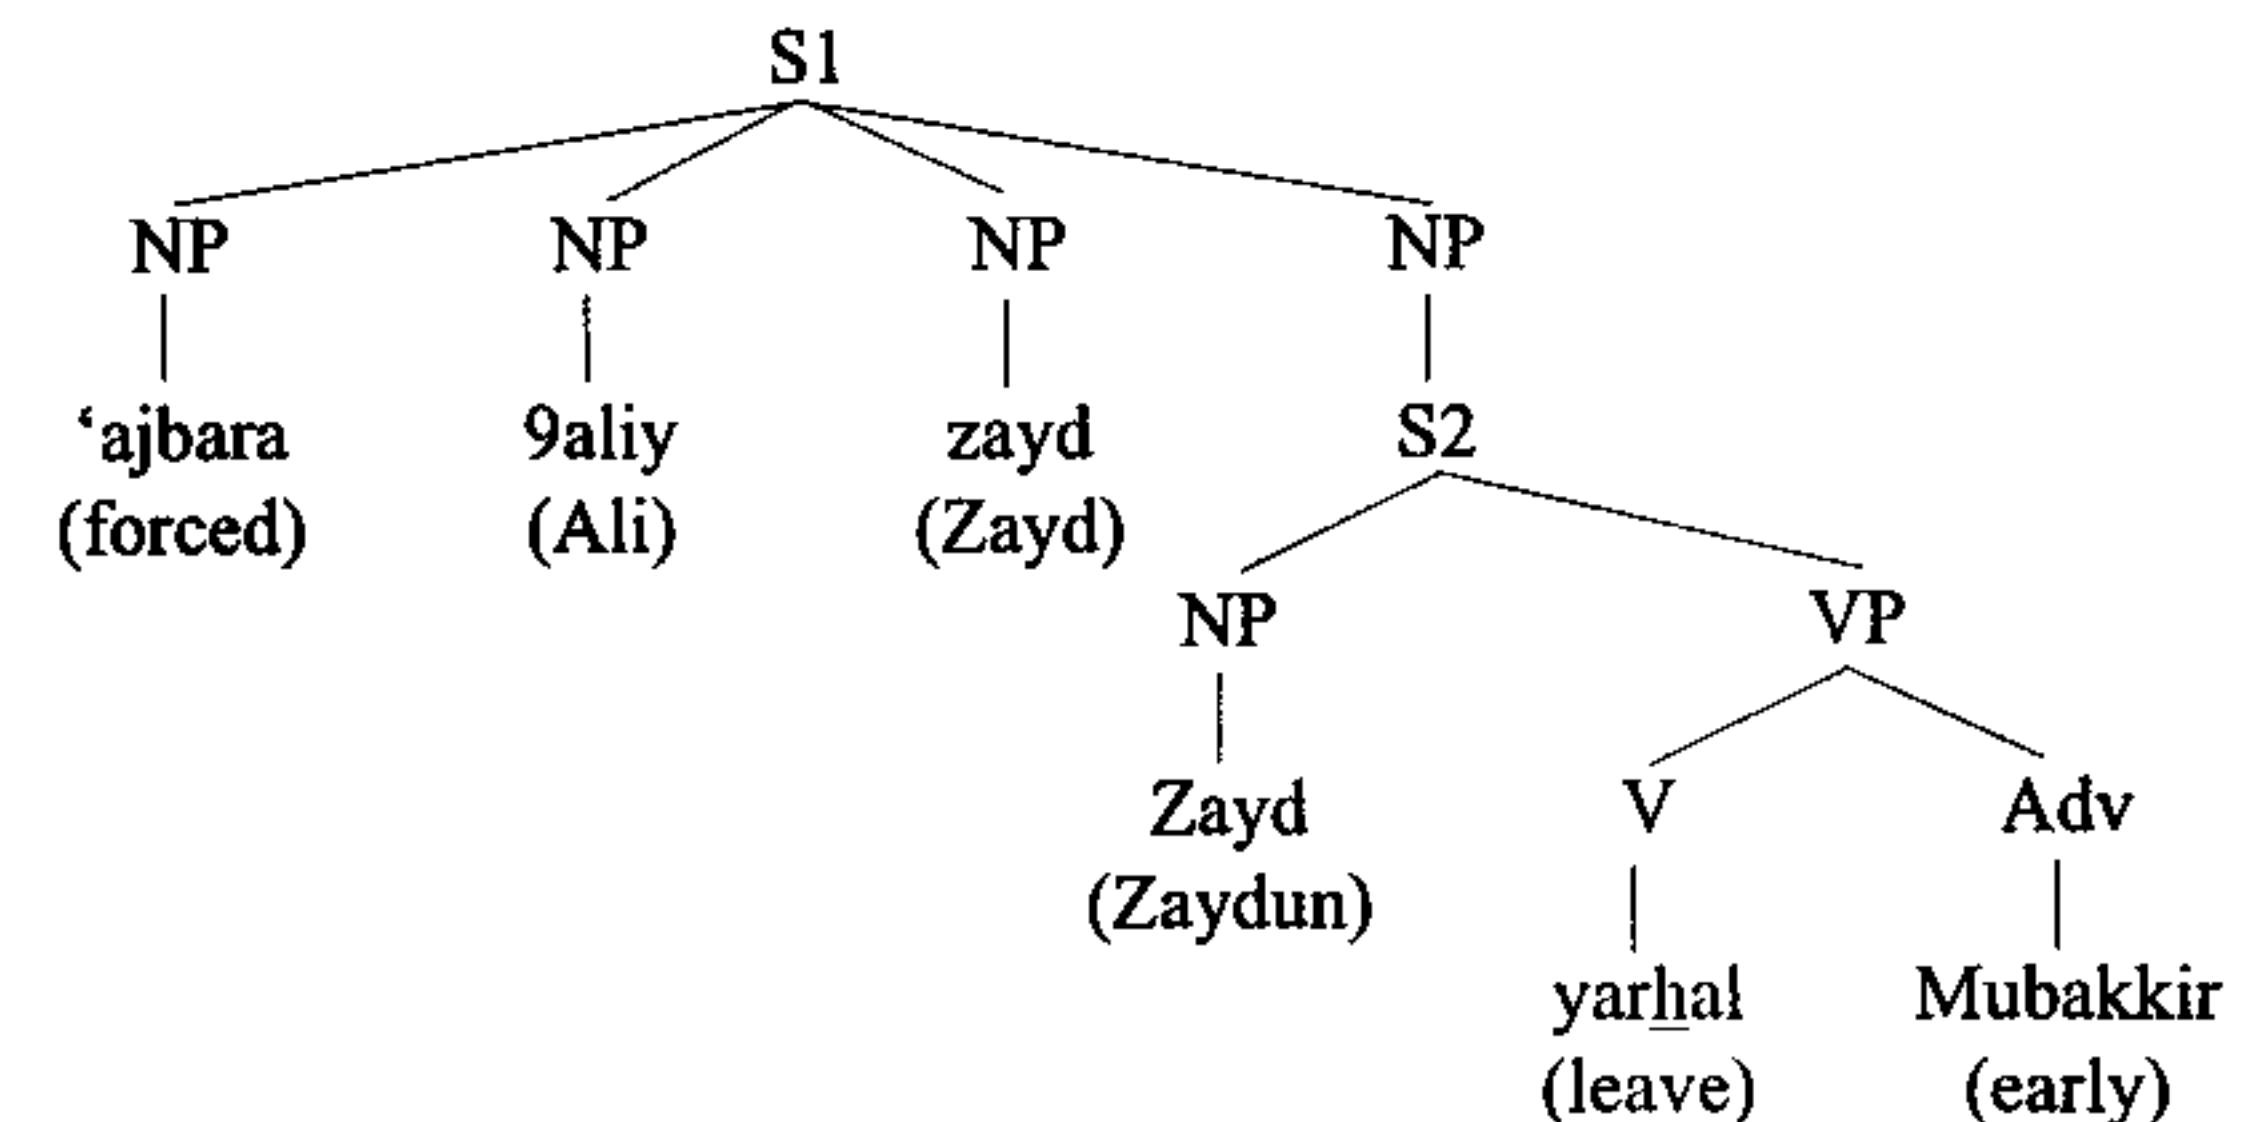 S1
NP NP NP NP
‘ajbara 9aliy zayd S2
(forced) (Ali) (Zayd)
NP VP
Zayd V Adv
(Zaydun)
yarhal Mubakkir
(leave) (early)